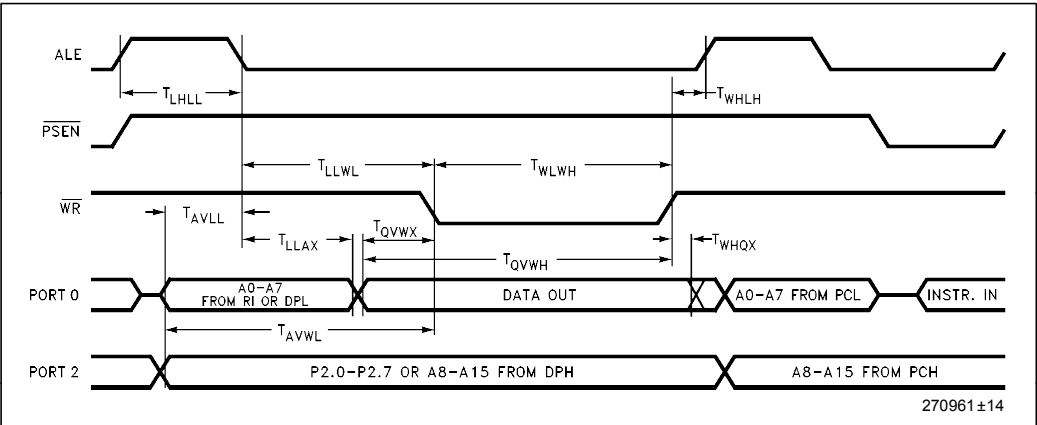 ALE
T_LHLL
T_WHLH
PSEN
T_LLWL
T_WLWH
WR
T_AVLL
T_LLAX
T_QVWX
T_WHQX
T_QVWH
PORT 0
A0–A7
FROM RI OR DPL
DATA OUT
A0–A7 FROM PCL
INSTR. IN
T_AVWL
PORT 2
P2.0–P2.7 OR A8–A15 FROM DPH
A8–A15 FROM PCH
270961±14